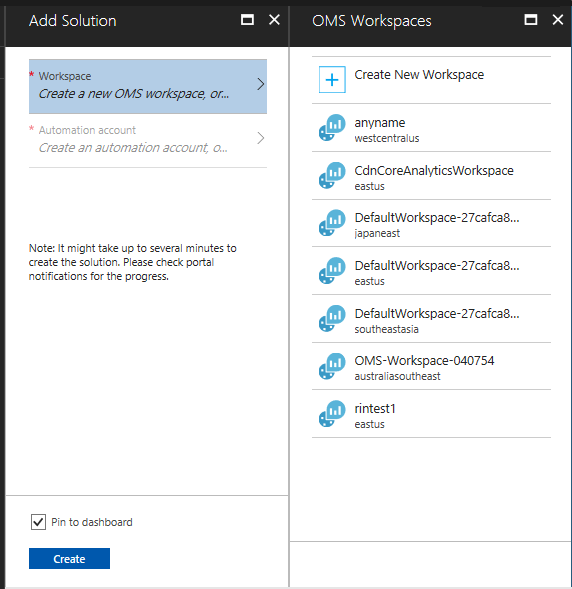 Add Solution
* Workspace
Create a new OMS workspace, or...
* Automation account
Create an automation account, o...
Note: It might take up to several minutes to
create the solution. Please check portal
notifications for the progress.
Pin to dashboard
Create
OMS Workspaces
Create New Workspace
anyname
westcentralus
CdnCoreAnalyticsWorkspace
eastus
DefaultWorkspace-27cafca8...
japaneast
DefaultWorkspace-27cafca8...
eastus
DefaultWorkspace-27cafca8...
southeastasia
OMS-Workspace-040754
australiasoutheast
rintest1
eastus